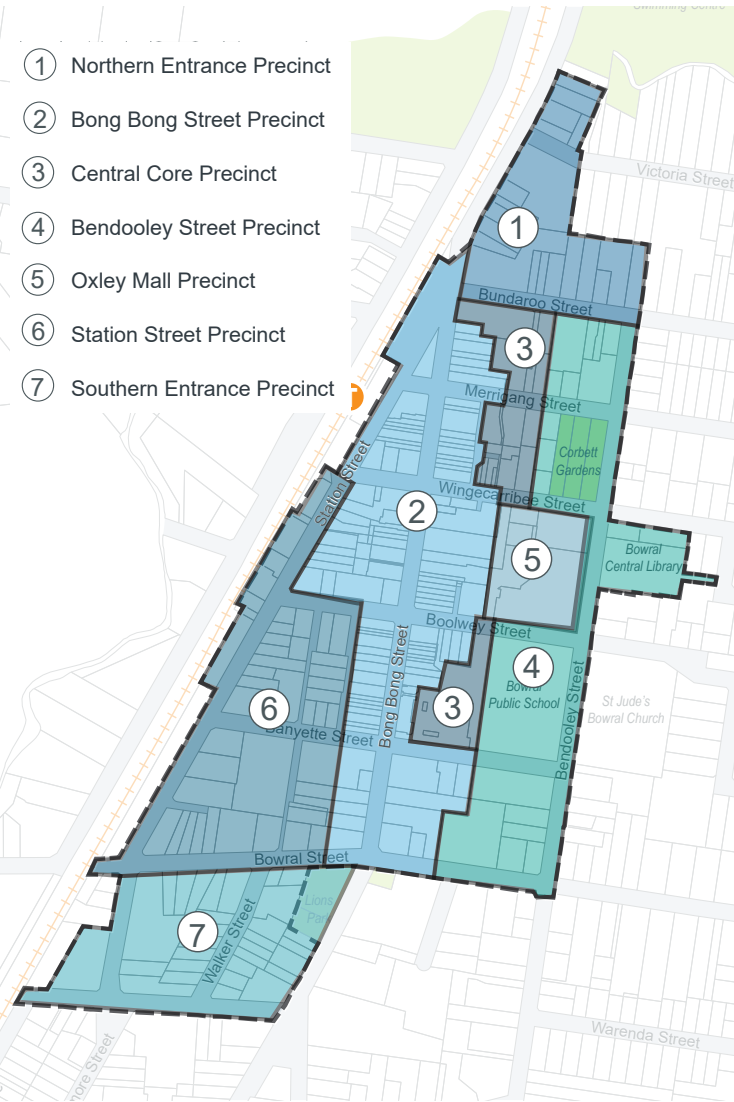 Swimming Centre
1 Northern Entrance Precinct
2 Bong Bong Street Precinct
3 Central Core Precinct
4 Bendooley Street Precinct
5 Oxley Mall Precinct
6 Station Street Precinct
7 Southern Entrance Precinct
Victoria Street
1
Bundaroo Street
3
Merrigang Street
Corbett
Gardens
Station Street
Wingecarribee Street
2
5
Bowral
Central Library
Boolwey Street
Bong Bong Street
4
Bowral
Public School
Bendooley Street
St Jude's
Bowral Church
6
3
Banyette Street
Bowral Street
Lions
Park
7
Walker Street
Warenda Street
more Street